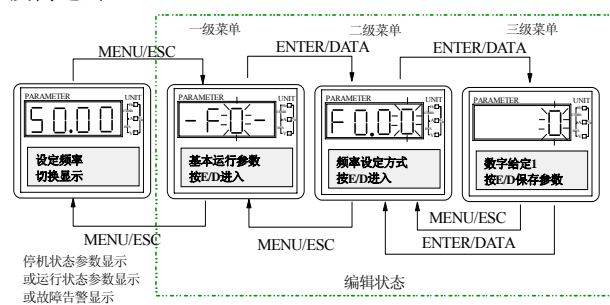 一级菜单
二级菜单
三级菜单
MENU/ESC
ENTER/DATA
ENTER/DATA
PARAMETER UNIT
50.00
设定频率
切换显示
PARAMETER UNIT
-F0-
基本运行参数
按E/D进入
PARAMETER UNIT
F0.00
频率设定方式
按E/D进入
PARAMETER UNIT
0
数字给定1
按E/D保存参数
MENU/ESC
MENU/ESC
MENU/ESC
ENTER/DATA
停机状态参数显示
或运行状态参数显示
或故障告警显示
编辑状态